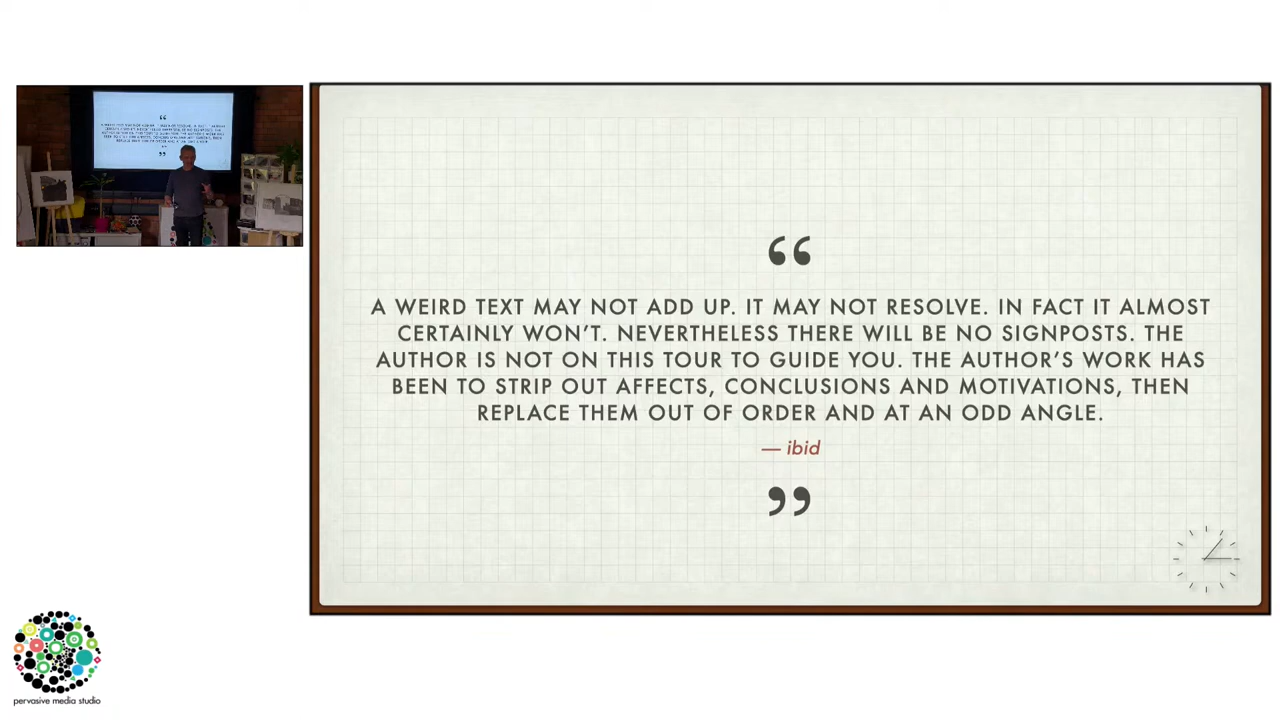 “
A WEIRD TEXT MAY NOT ADD UP. IT MAY NOT RESOLVE. IN FACT IT ALMOST
CERTAINLY WON’T. NEVERTHELESS THERE WILL BE NO SIGNPOSTS. THE
AUTHOR IS NOT ON THIS TOUR TO GUIDE YOU. THE AUTHOR’S WORK HAS
BEEN TO STRIP OUT AFFECTS, CONCLUSIONS AND MOTIVATIONS, THEN
REPLACE THEM OUT OF ORDER AND AT AN ODD ANGLE.
— ibid
”
pervasive media studio